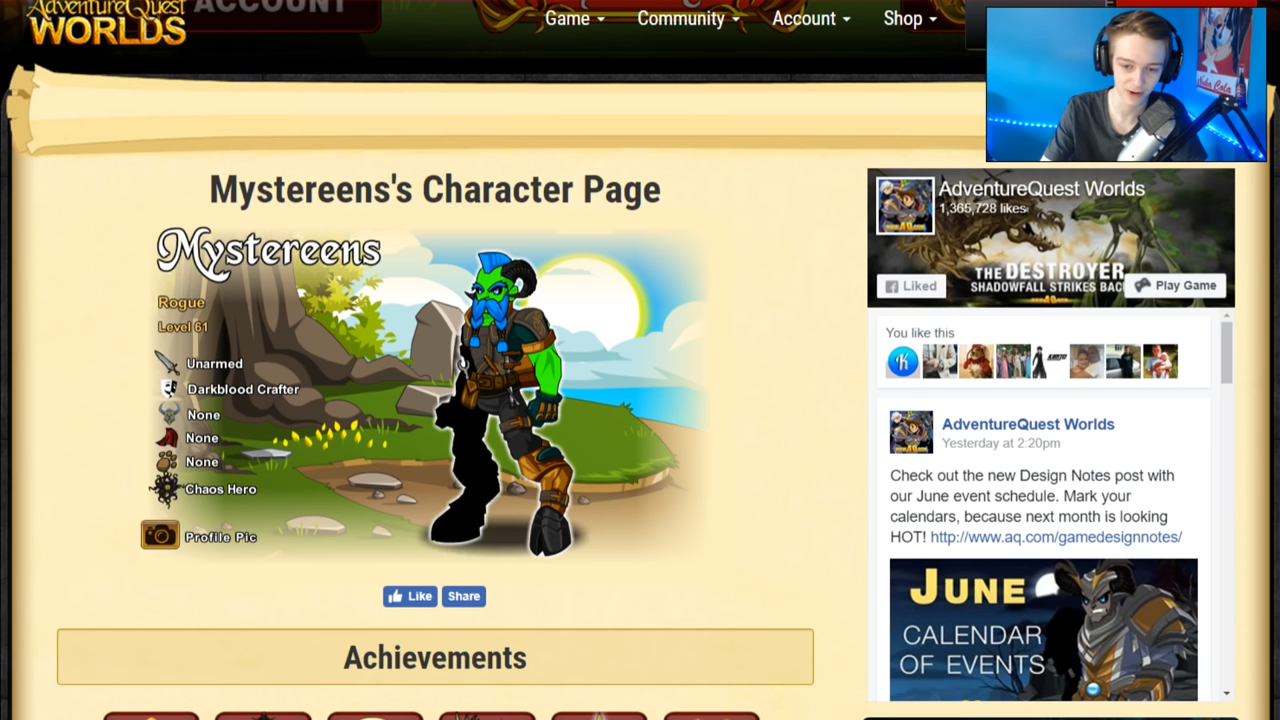 AdventureQuest
WORLDS
ACCOUNT
Game
Community
Account
Shop
Nuka Cola
Mystereens's Character Page
Mystereens
Rogue
Level 61
Unarmed
Darkblood Crafter
None
None
None
Chaos Hero
Profile Pic
Like
Share
Achievements
AdventureQuest Worlds
1,365,728 likes
THE DESTROYER
SHADOWFALL STRIKES BAC
Liked
Play Game
You like this
AdventureQuest Worlds
Yesterday at 2:20pm
Check out the new Design Notes post with
our June event schedule. Mark your
calendars, because next month is looking
HOT! http://www.aq.com/gamedesignnotes/
JUNE
CALENDAR
OF EVENTS